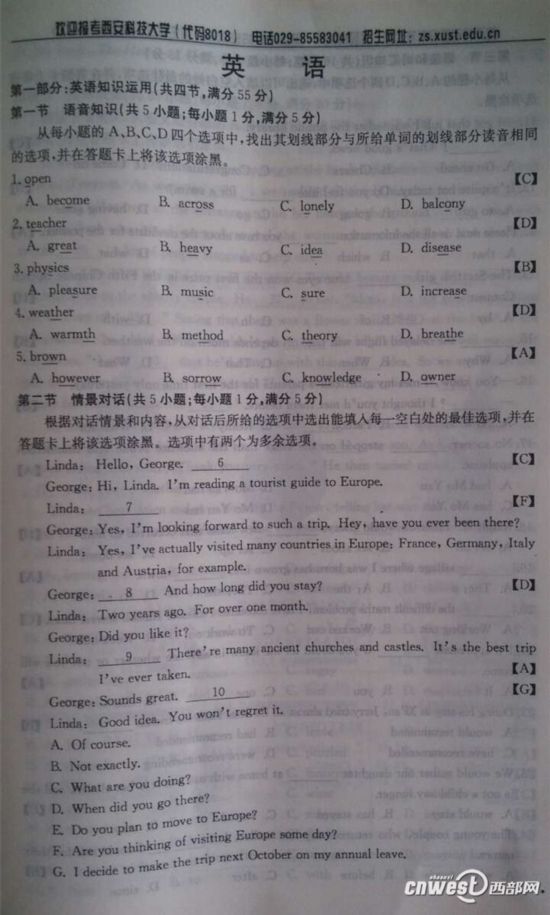 欢迎报考西安科技大学(代码8018) 电话029-85583041 招生网址: zs.xust.edu.cn
英 语
第一部分:英语知识运用(共四节,满分 55 分)
第一节 语音知识(共 5 小题;每小题 1 分,满分 5 分)
从每小题的 A、B、C、D 四个选项中,找出其划线部分与所给单词的划线部分读音相同
的选项,并在答题卡上将该选项涂黑。
1. open 【C】
A. become B. across C. lonely D. balcony
2. teacher 【D】
A. great B. heavy C. idea D. disease
3. physics 【B】
A. pleasure B. music C. sure D. increase
4. weather 【D】
A. warmth B. method C. theory D. breathe
5. brown 【A】
A. however B. sorrow C. knowledge D. owner
第二节 情景对话(共 5 小题;每小题 1 分,满分 5 分)
根据对话情景和内容,从对话后所给的选项中选出能填入每一空白处的最佳选项,并在
答题卡上将该选项涂黑。选项中有两个为多余选项。
Linda: Hello, George. 6 【C】
George: Hi, Linda. I'm reading a tourist guide to Europe.
Linda: 7 【F】
George: Yes, I'm looking forward to such a trip. Hey, have you ever been there?
Linda: Yes, I've actually visited many countries in Europe: France, Germany, Italy
and Austria, for example.
George: 8 And how long did you stay? 【D】
Linda: Two years ago. For over one month.
George: Did you like it?
Linda: 9 There're many ancient churches and castles. It's the best trip
I've ever taken. 【A】
George: Sounds great. 10 【G】
Linda: Good idea. You won't regret it.
A. Of course.
B. Not exactly.
C. What are you doing?
D. When did you go there?
E. Do you plan to move to Europe?
F. Are you thinking of visiting Europe some day?
G. I decide to make the trip next October on my annual leave.
shaanxi
cnwest 西部网